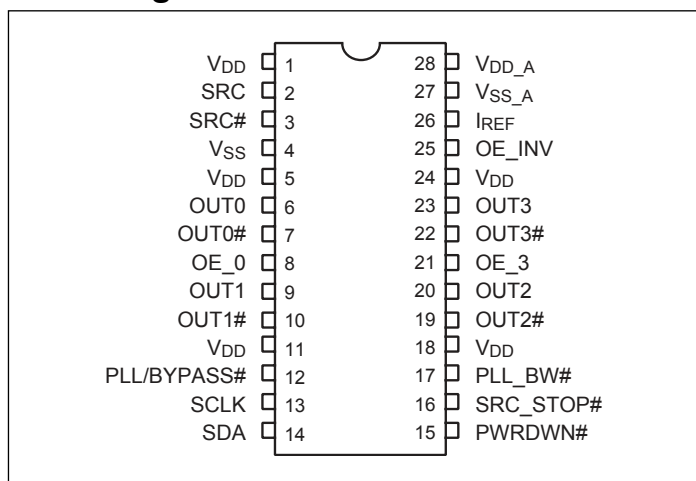 VDD 1 28 VDD_A
SRC 2 27 VSS_A
SRC# 3 26 IREF
VSS 4 25 OE_INV
VDD 5 24 VDD
OUT0 6 23 OUT3
OUT0# 7 22 OUT3#
OE_0 8 21 OE_3
OUT1 9 20 OUT2
OUT1# 10 19 OUT2#
VDD 11 18 VDD
PLL/BYPASS# 12 17 PLL_BW#
SCLK 13 16 SRC_STOP#
SDA 14 15 PWRDWN#